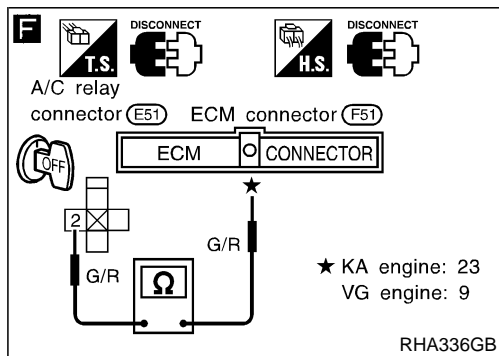 F
DISCONNECT
T.S.
DISCONNECT
H.S.
A/C relay
connector E51
ECM connector F51
ECM CONNECTOR
OFF
2
G/R
G/R
Ω
★ KA engine: 23
VG engine: 9
RHA336GB